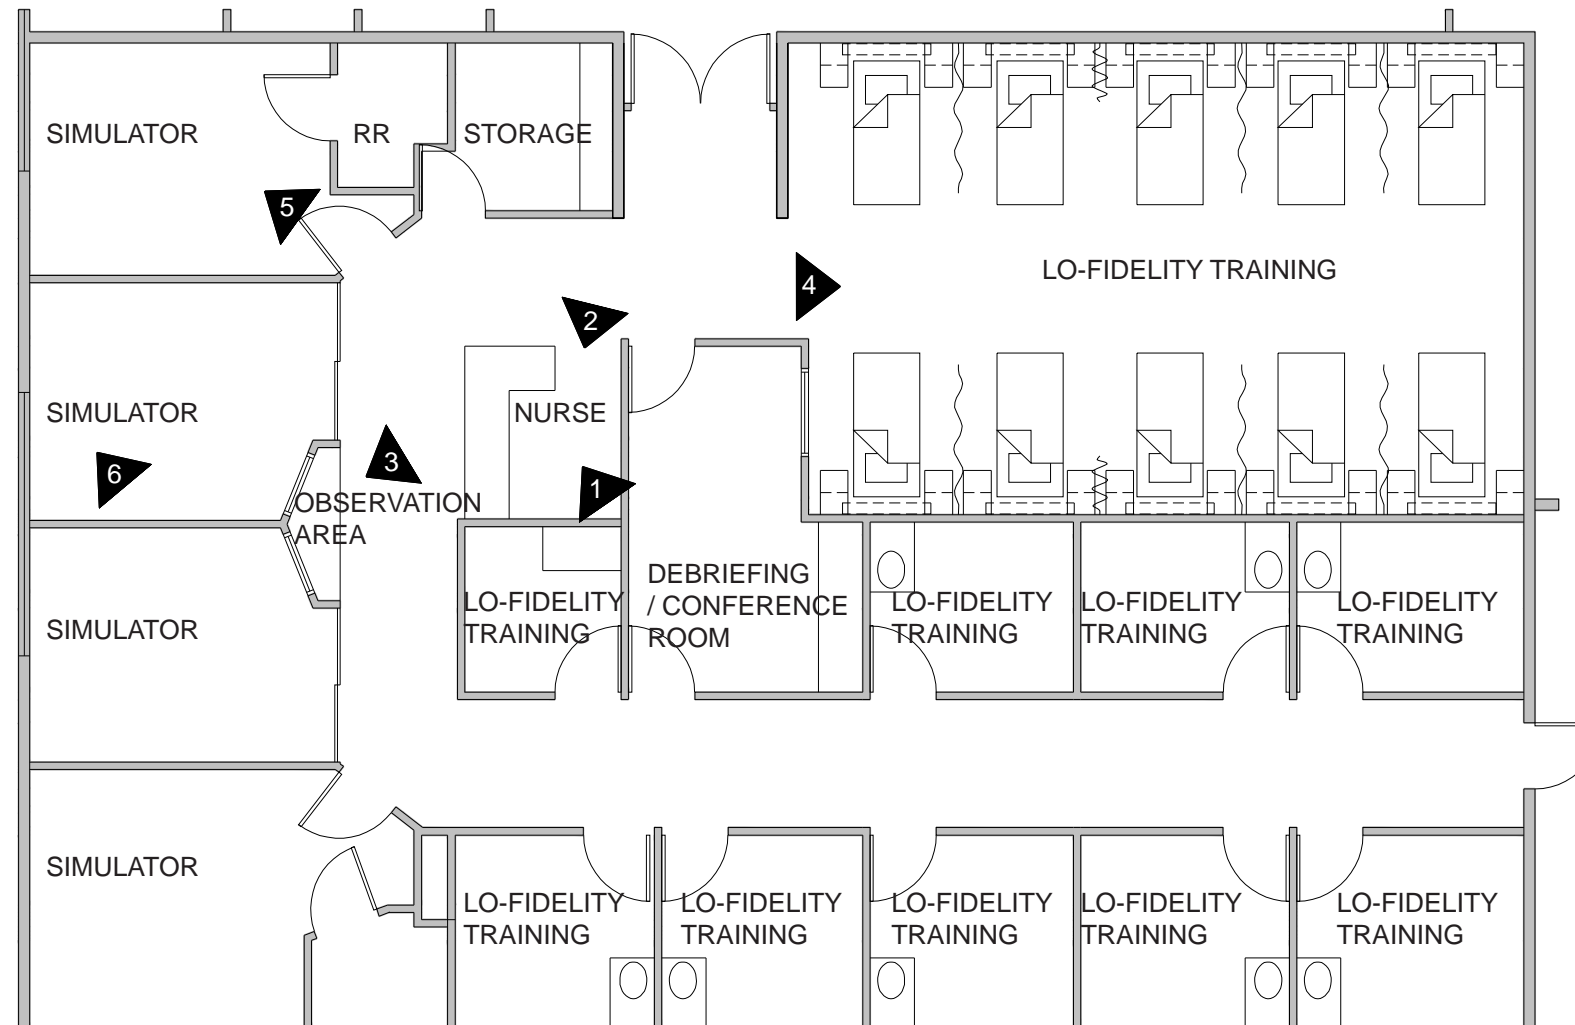 SIMULATOR
RR
STORAGE
5
LO-FIDELITY TRAINING
4
2
SIMULATOR
NURSE
3
6
1
OBSERVATION
AREA
DEBRIEFING
/ CONFERENCE
ROOM
LO-FIDELITY
TRAINING
LO-FIDELITY
TRAINING
LO-FIDELITY
TRAINING
LO-FIDELITY
TRAINING
SIMULATOR
SIMULATOR
LO-FIDELITY
TRAINING
LO-FIDELITY
TRAINING
LO-FIDELITY
TRAINING
LO-FIDELITY
TRAINING
LO-FIDELITY
TRAINING